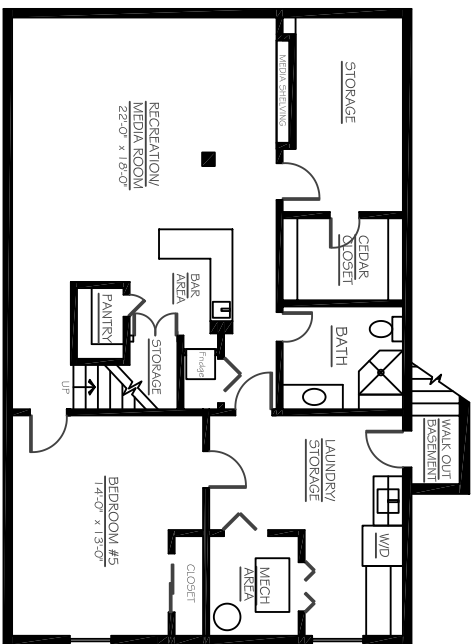 STORAGE
MEDIA SHELVING
RECREATION/
MEDIA ROOM
22'-0" x 18'-0"
CEDAR
CLOSET
BAR
AREA
PANTRY
STORAGE
Fridge
BATH
UP
WALK OUT
BASEMENT
LAUNDRY/
STORAGE
W/D
BEDROOM #5
14'-0" x 13'-0"
CLOSET
MECH
AREA